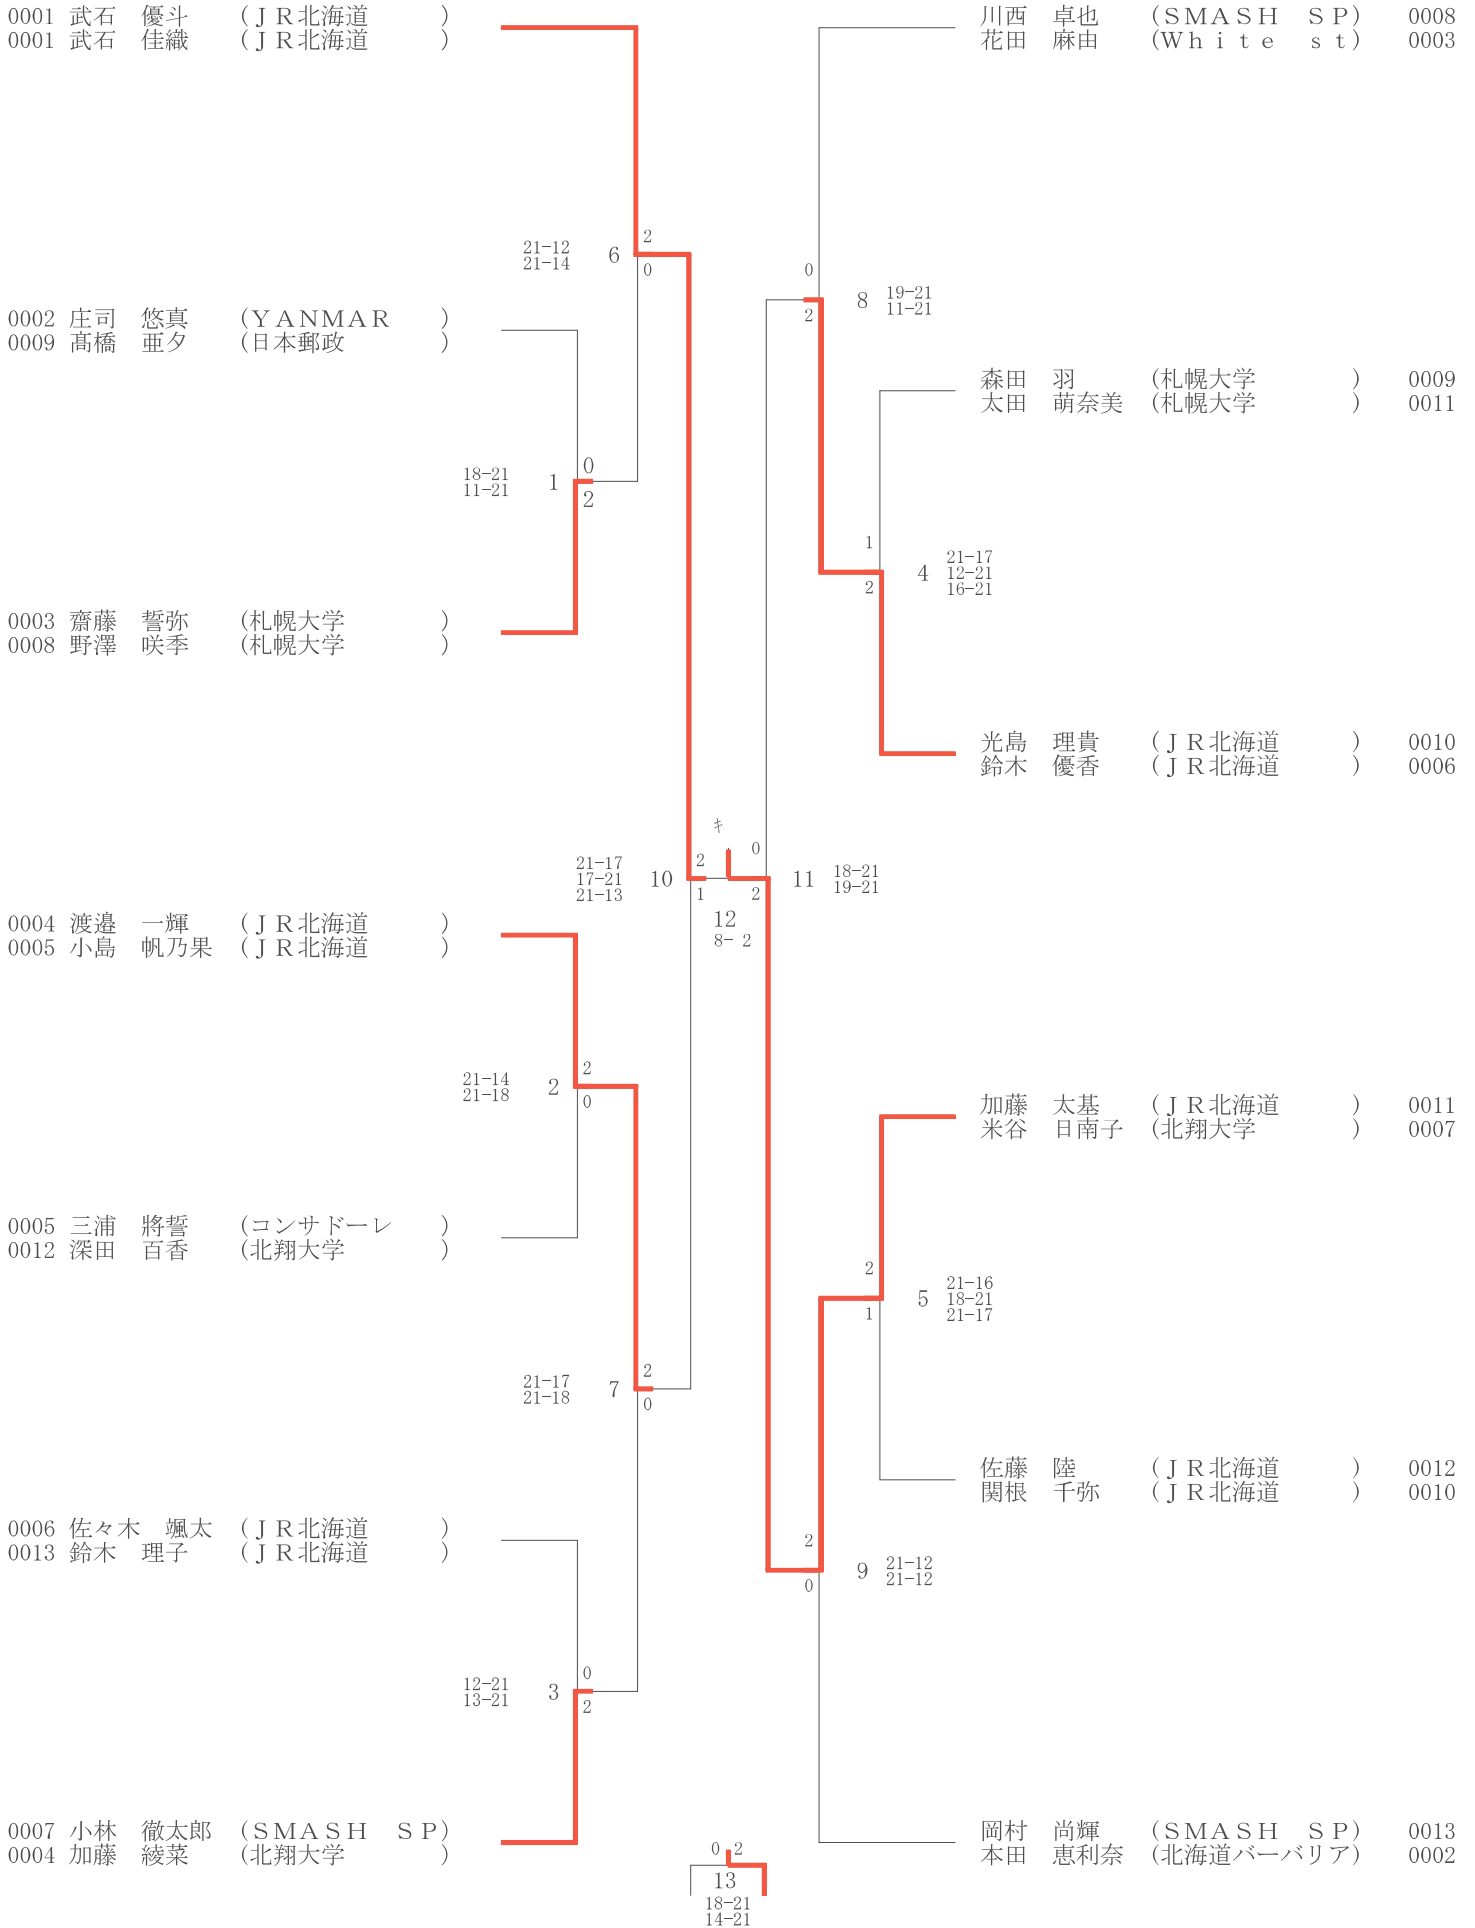 0001 武石　優斗　　（ＪＲ北海道　　　）
0001 武石　佳織　　（ＪＲ北海道　　　）
21-12
21-14
6
2
0
0002 庄司　悠真　　（ＹＡＮＭＡＲ　　）
0009 髙橋　亜夕　　（日本郵政　　　　）
18-21
11-21
1
0
2
0003 齋藤　誓弥　　（札幌大学　　　　）
0008 野澤　咲季　　（札幌大学　　　　）
21-17
17-21
21-13
10
2
1
0004 渡邉　一輝　　（ＪＲ北海道　　　）
0005 小島　帆乃果　（ＪＲ北海道　　　）
21-14
21-18
2
2
0
0005 三浦　將誓　　（コンサドーレ　　）
0012 深田　百香　　（北翔大学　　　　）
21-17
21-18
7
2
0
0006 佐々木　颯太　（ＪＲ北海道　　　）
0013 鈴木　理子　　（ＪＲ北海道　　　）
12-21
13-21
3
0
2
0007 小林　徹太郎　（ＳＭＡＳＨ　ＳＰ）
0004 加藤　綾菜　　（北翔大学　　　　）
キ
12
8- 2
川西　卓也　　（ＳＭＡＳＨ　ＳＰ）　0008
花田　麻由　　（Ｗｈｉｔｅ　ｓｔ）　0003
0
2
8
19-21
11-21
森田　羽　　　（札幌大学　　　　）　0009
太田　萌奈美　（札幌大学　　　　）　0011
1
2
4
21-17
12-21
16-21
光島　理貴　　（ＪＲ北海道　　　）　0010
鈴木　優香　　（ＪＲ北海道　　　）　0006
0
2
11
18-21
19-21
加藤　太基　　（ＪＲ北海道　　　）　0011
米谷　日南子　（北翔大学　　　　）　0007
2
1
5
21-16
18-21
21-17
佐藤　陸　　　（ＪＲ北海道　　　）　0012
関根　千弥　　（ＪＲ北海道　　　）　0010
2
0
9
21-12
21-12
岡村　尚輝　　（ＳＭＡＳＨ　ＳＰ）　0013
本田　恵利奈　（北海道バーバリア）　0002
0 2
13
18-21
14-21